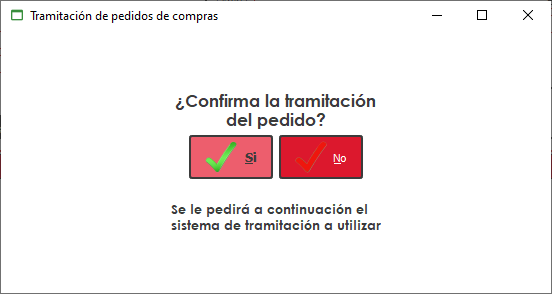 Tramitación de pedidos de compras
¿Confirma la tramitación
del pedido?
Si
No
Se le pedirá a continuación el
sistema de tramitación a utilizar